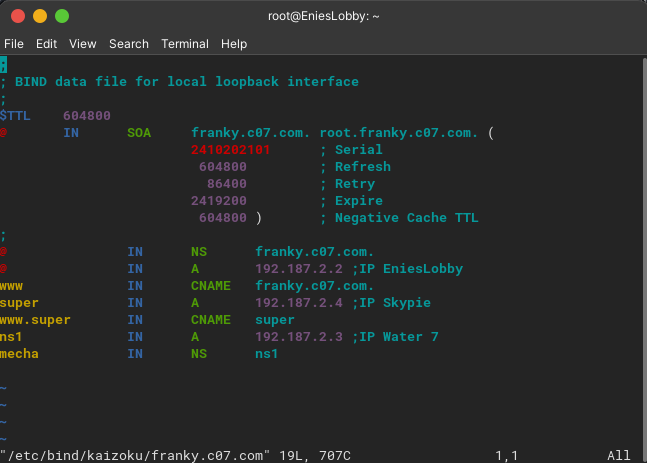 root@EniesLobby: ~
File Edit View Search Terminal Help
;
; BIND data file for local loopback interface
;
$TTL    604800
@       IN      SOA     franky.c07.com. root.franky.c07.com. (
                        2410202101      ; Serial
                         604800         ; Refresh
                          86400         ; Retry
                        2419200         ; Expire
                         604800 )       ; Negative Cache TTL
;
@               IN      NS      franky.c07.com.
@               IN      A       192.187.2.2 ;IP EniesLobby
www             IN      CNAME   franky.c07.com.
super           IN      A       192.187.2.4 ;IP Skypie
www.super       IN      CNAME   super
ns1             IN      A       192.187.2.3 ;IP Water 7
mecha           IN      NS      ns1
~
~
~
~
"/etc/bind/kaizoku/franky.c07.com" 19L, 707C                  1,1           All